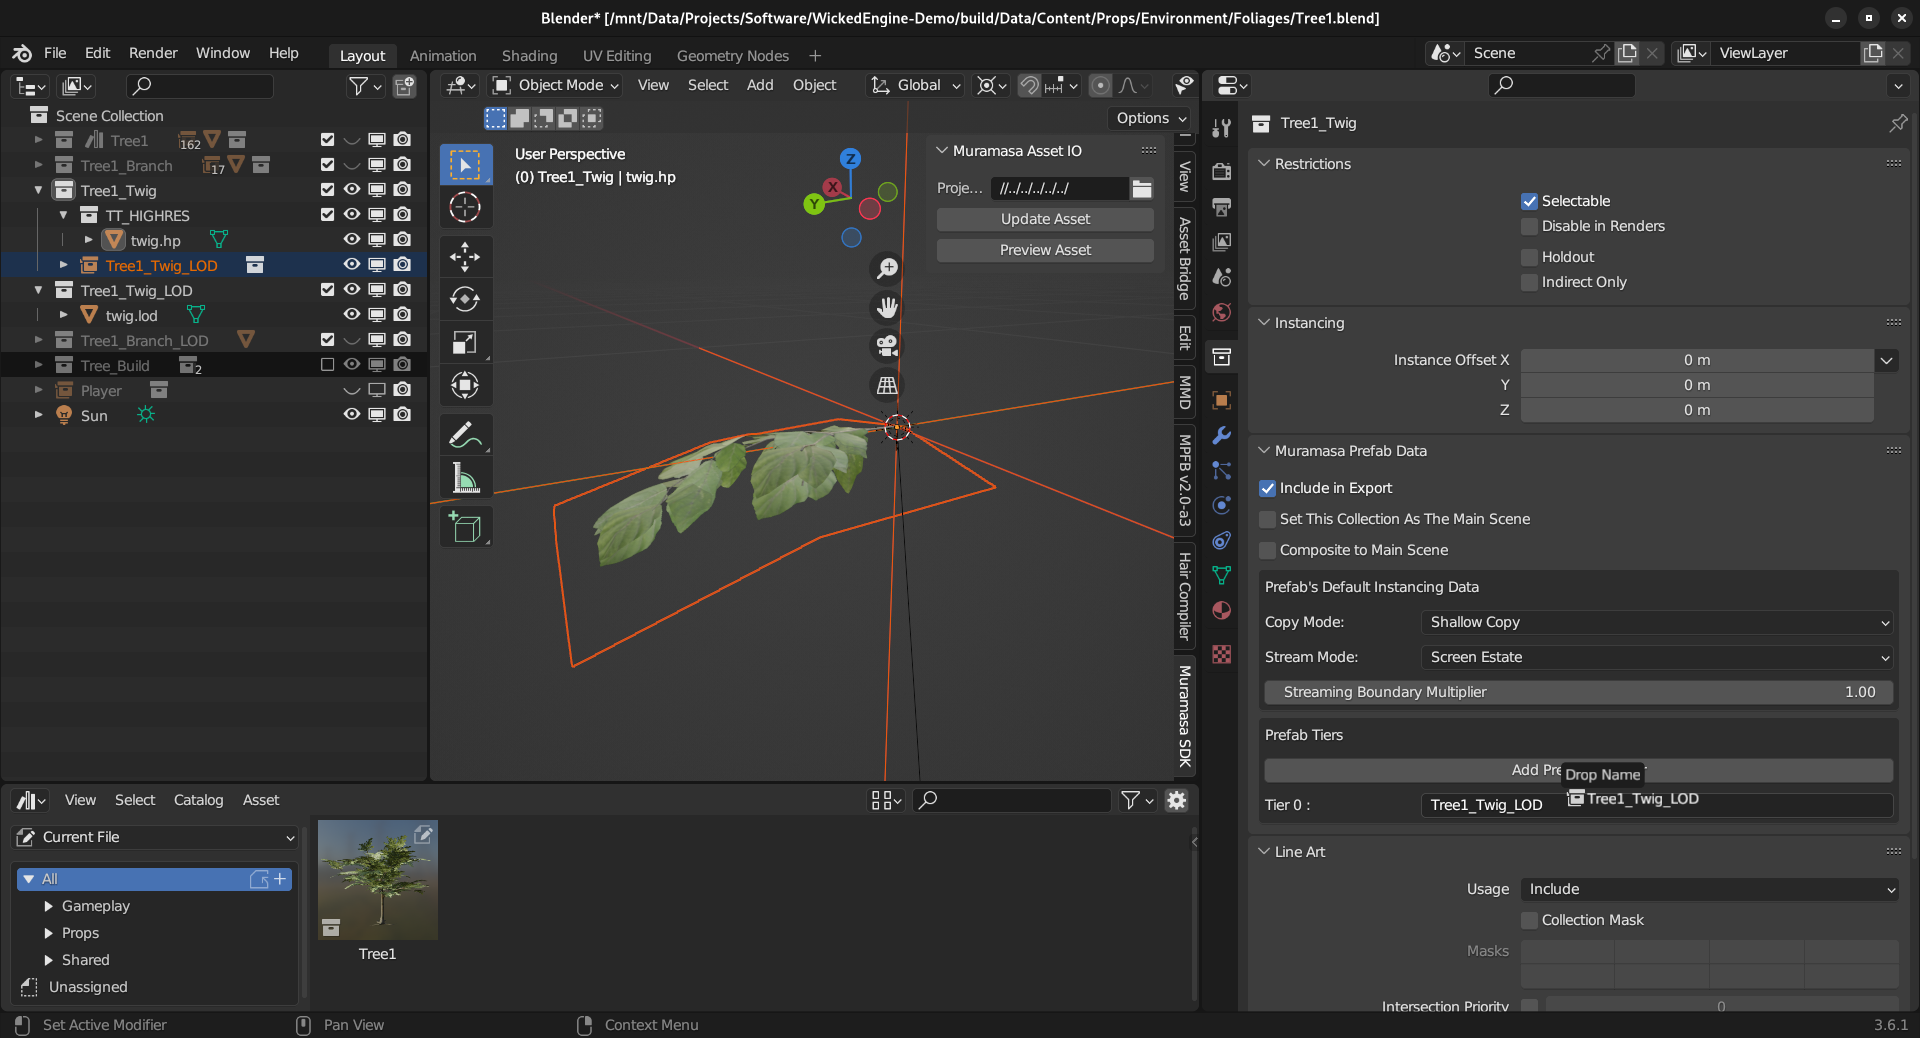 Blender* [/mnt/Data/Projects/Software/WickedEngine-Demo/build/Data/Content/Props/Environment/Foliages/Tree1.blend]
File Edit Render Window Help Layout Animation Shading UV Editing Geometry Nodes + Scene ViewLayer
Object Mode View Select Add Object Global
Options
Scene Collection
Tree1 162
Tree1_Branch 17
Tree1_Twig
TT_HIGHRES
twig.hp
Tree1_Twig_LOD
Tree1_Twig_LOD
twig.lod
Tree1_Branch_LOD
Tree_Build 2
Player
Sun
User Perspective
(0) Tree1_Twig | twig.hp
Z
X
Y
Muramasa Asset IO
Proje... //../../../../../
Update Asset
Preview Asset
View
Asset Bridge
Edit
MMD
MPFB v2.0-a3
Hair Compiler
Muramasa SDK
Tree1_Twig
Restrictions
Selectable
Disable in Renders
Holdout
Indirect Only
Instancing
Instance Offset X 0 m
Y 0 m
Z 0 m
Muramasa Prefab Data
Include in Export
Set This Collection As The Main Scene
Composite to Main Scene
Prefab's Default Instancing Data
Copy Mode: Shallow Copy
Stream Mode: Screen Estate
Streaming Boundary Multiplier 1.00
Prefab Tiers
Add Pre
Drop Name
Tier 0 : Tree1_Twig_LOD
Tree1_Twig_LOD
Line Art
Usage Include
Collection Mask
Masks
Intersection Priority 0
View Select Catalog Asset
Current File
All
Gameplay
Props
Shared
Unassigned
Tree1
Set Active Modifier Pan View Context Menu 3.6.1